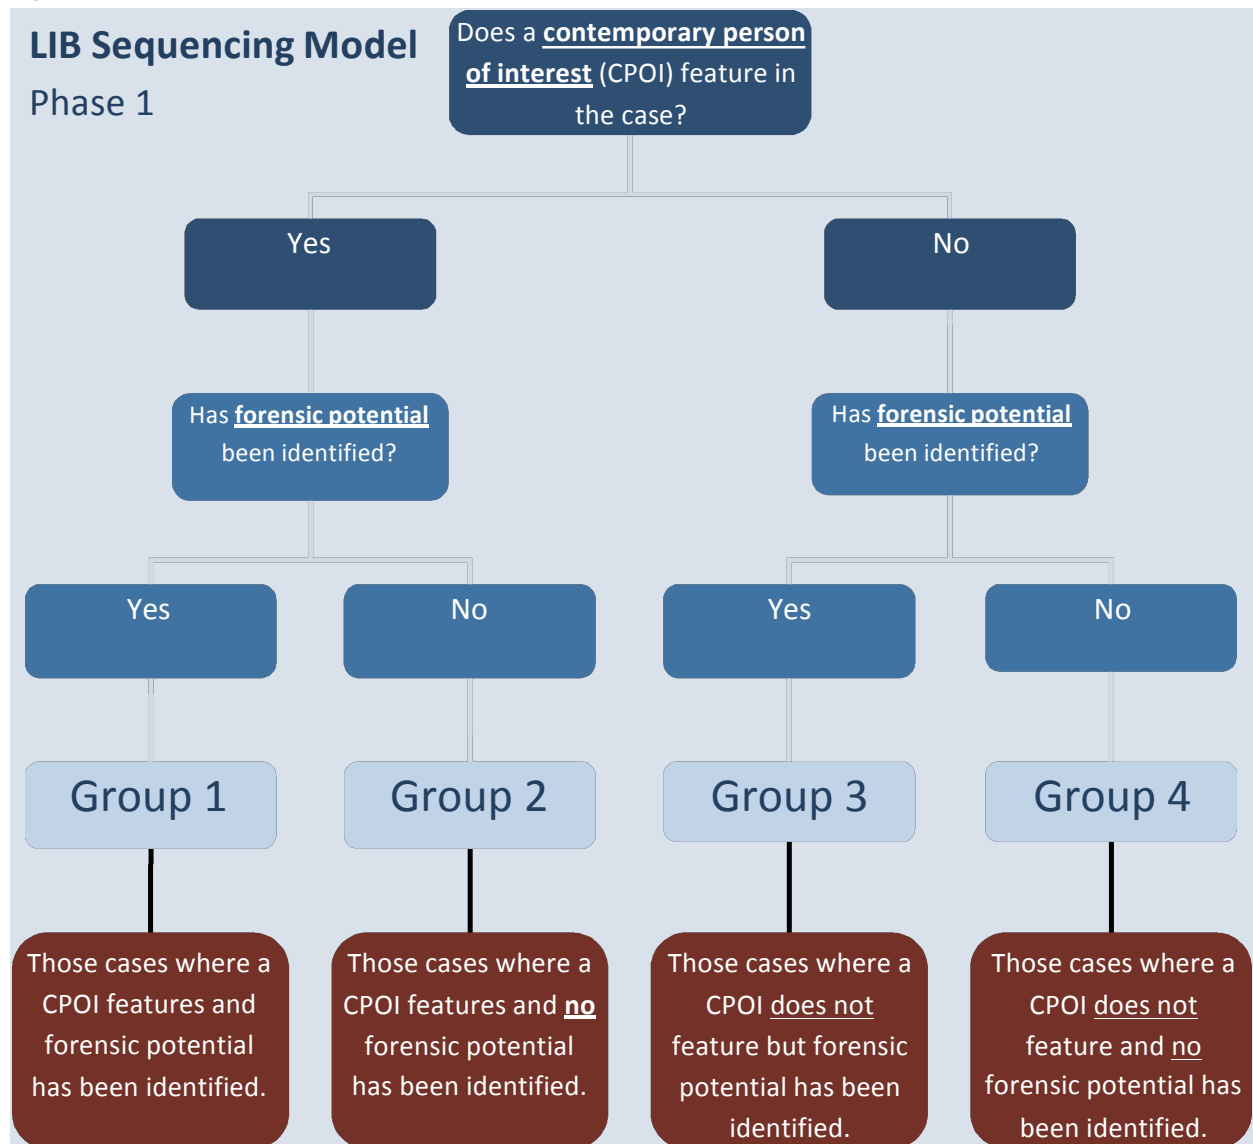 LIB Sequencing Model
Phase 1
Does a contemporary person
of interest (CPOI) feature in
the case?
Yes
No
Has forensic potential
been identified?
Has forensic potential
been identified?
Yes
No
Yes
No
Group 1
Group 2
Group 3
Group 4
Those cases where a
CPOI features and
forensic potential
has been identified.
Those cases where a
CPOI features and no
forensic potential
has been identified.
Those cases where a
CPOI does not
feature but forensic
potential has been
identified.
Those cases where a
CPOI does not
feature and no
forensic potential has
been identified.